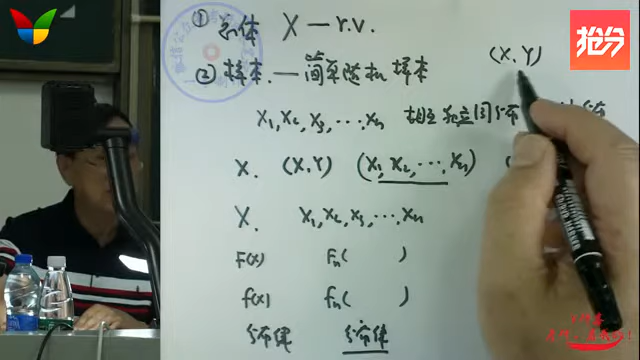 ① 总体 X — r.v.
(X, Y)
② 样本. — 简单随机样本
X₁, X₂, X₃, ⋯, Xₙ 相互独立同分布
X. (X, Y) (X₁, X₂, ⋯, Xₙ) (
X. X₁, X₂, X₃, ⋯, Xₙ
F(x) Fₙ( )
f(x) fₙ( )
分布律 分布律
抢分